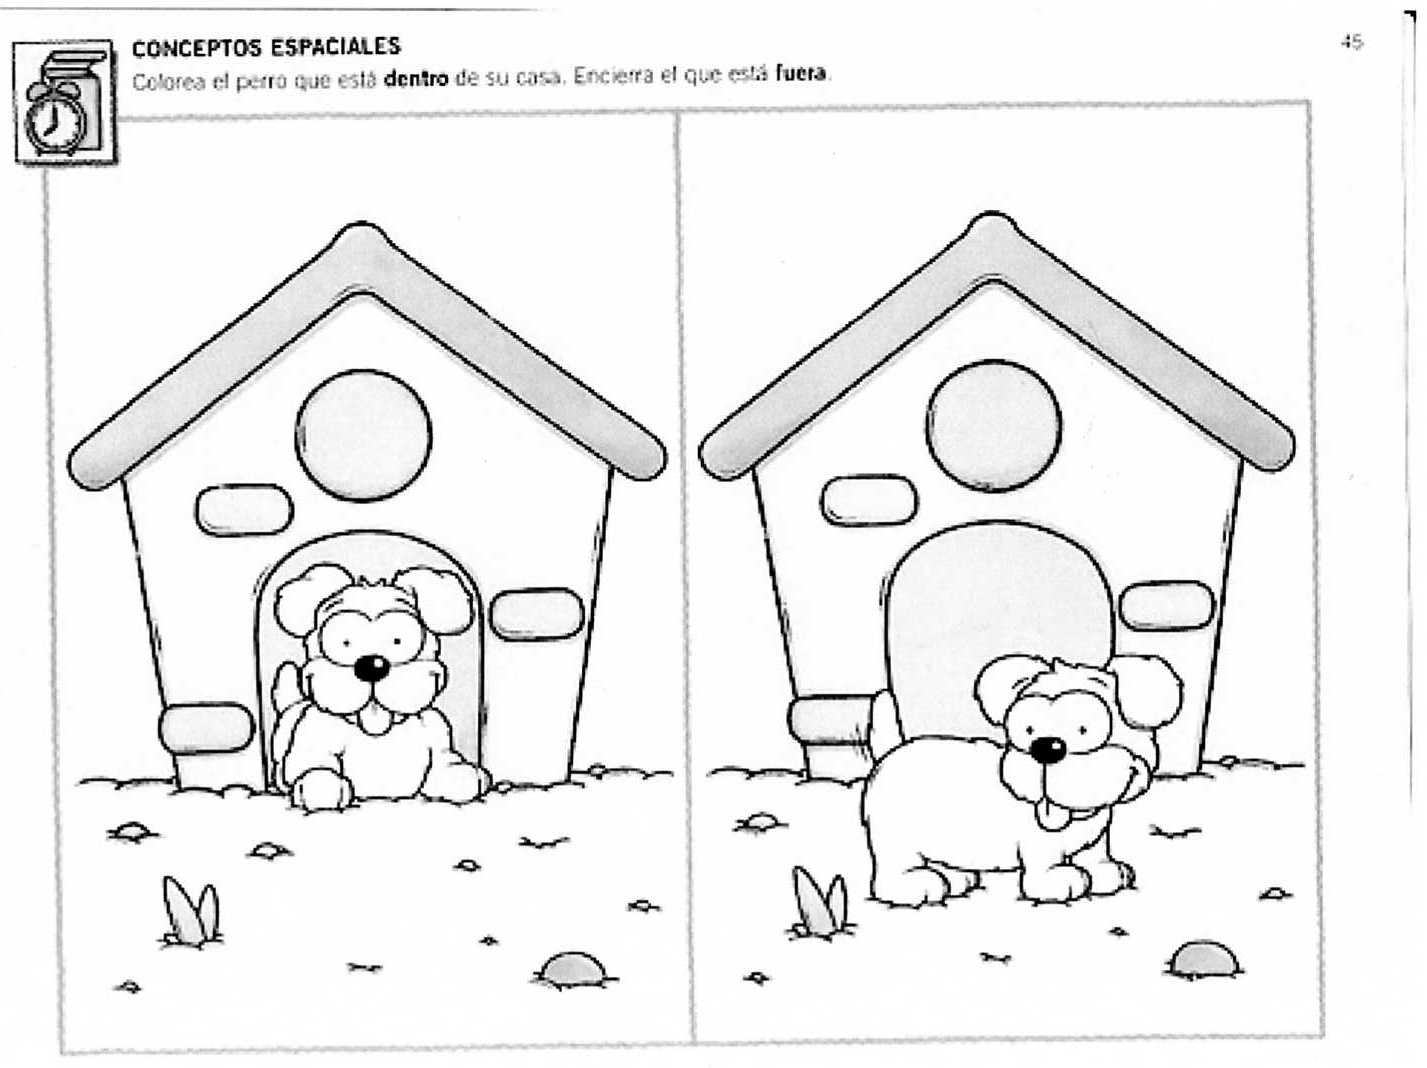 CONCEPTOS ESPACIALES
45
Colorea el perro que está dentro de su casa. Encierra el que está fuera.